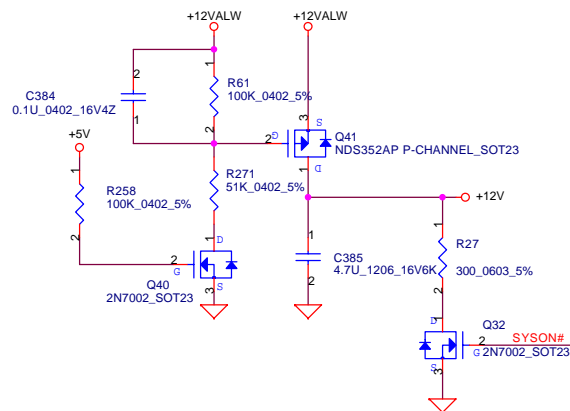 +12VALW
+12VALW
2
C384
0.1U_0402_16V4Z
1
1
R61
100K_0402_5%
2
3
S
Q41
2
G
NDS352AP P-CHANNEL_SOT23
1
D
+5V
1
R258
100K_0402_5%
2
R271
51K_0402_5%
+12V
1
D
2
G
Q40
2N7002_SOT23
3
S
1
C385
4.7U_1206_16V6K
2
1
R27
300_0603_5%
2
1
D
Q32
2
SYSON#
G
2N7002_SOT23
3
S